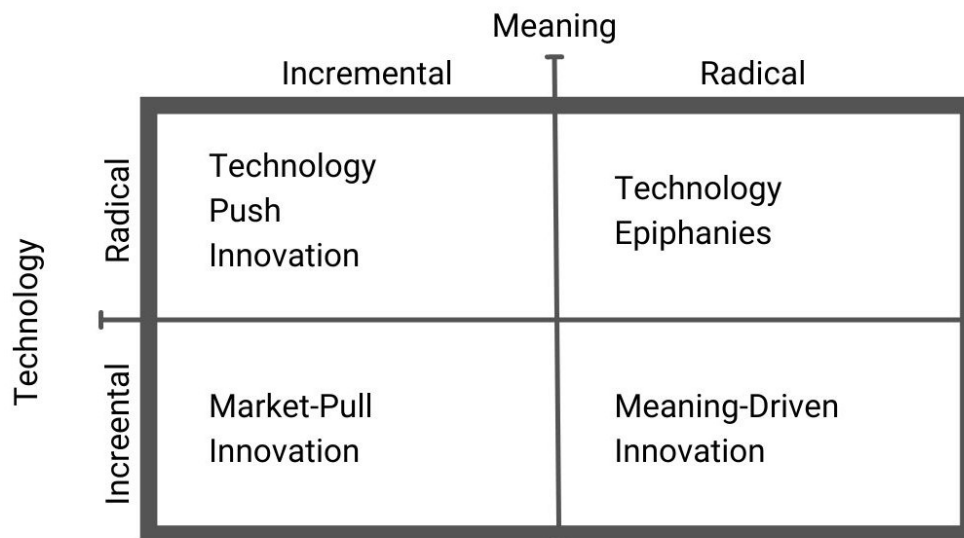 Meaning
Incremental
Radical
Technology
Radical
Technology
Push
Innovation
Technology
Epiphanies
Increental
Market-Pull
Innovation
Meaning-Driven
Innovation